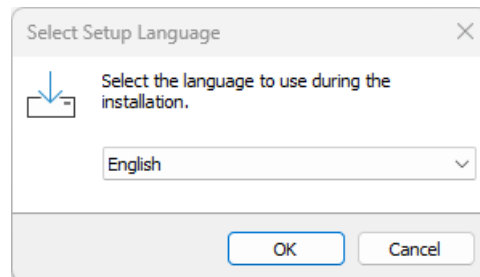 Select Setup Language
Select the language to use during the
installation.
English
OK
Cancel